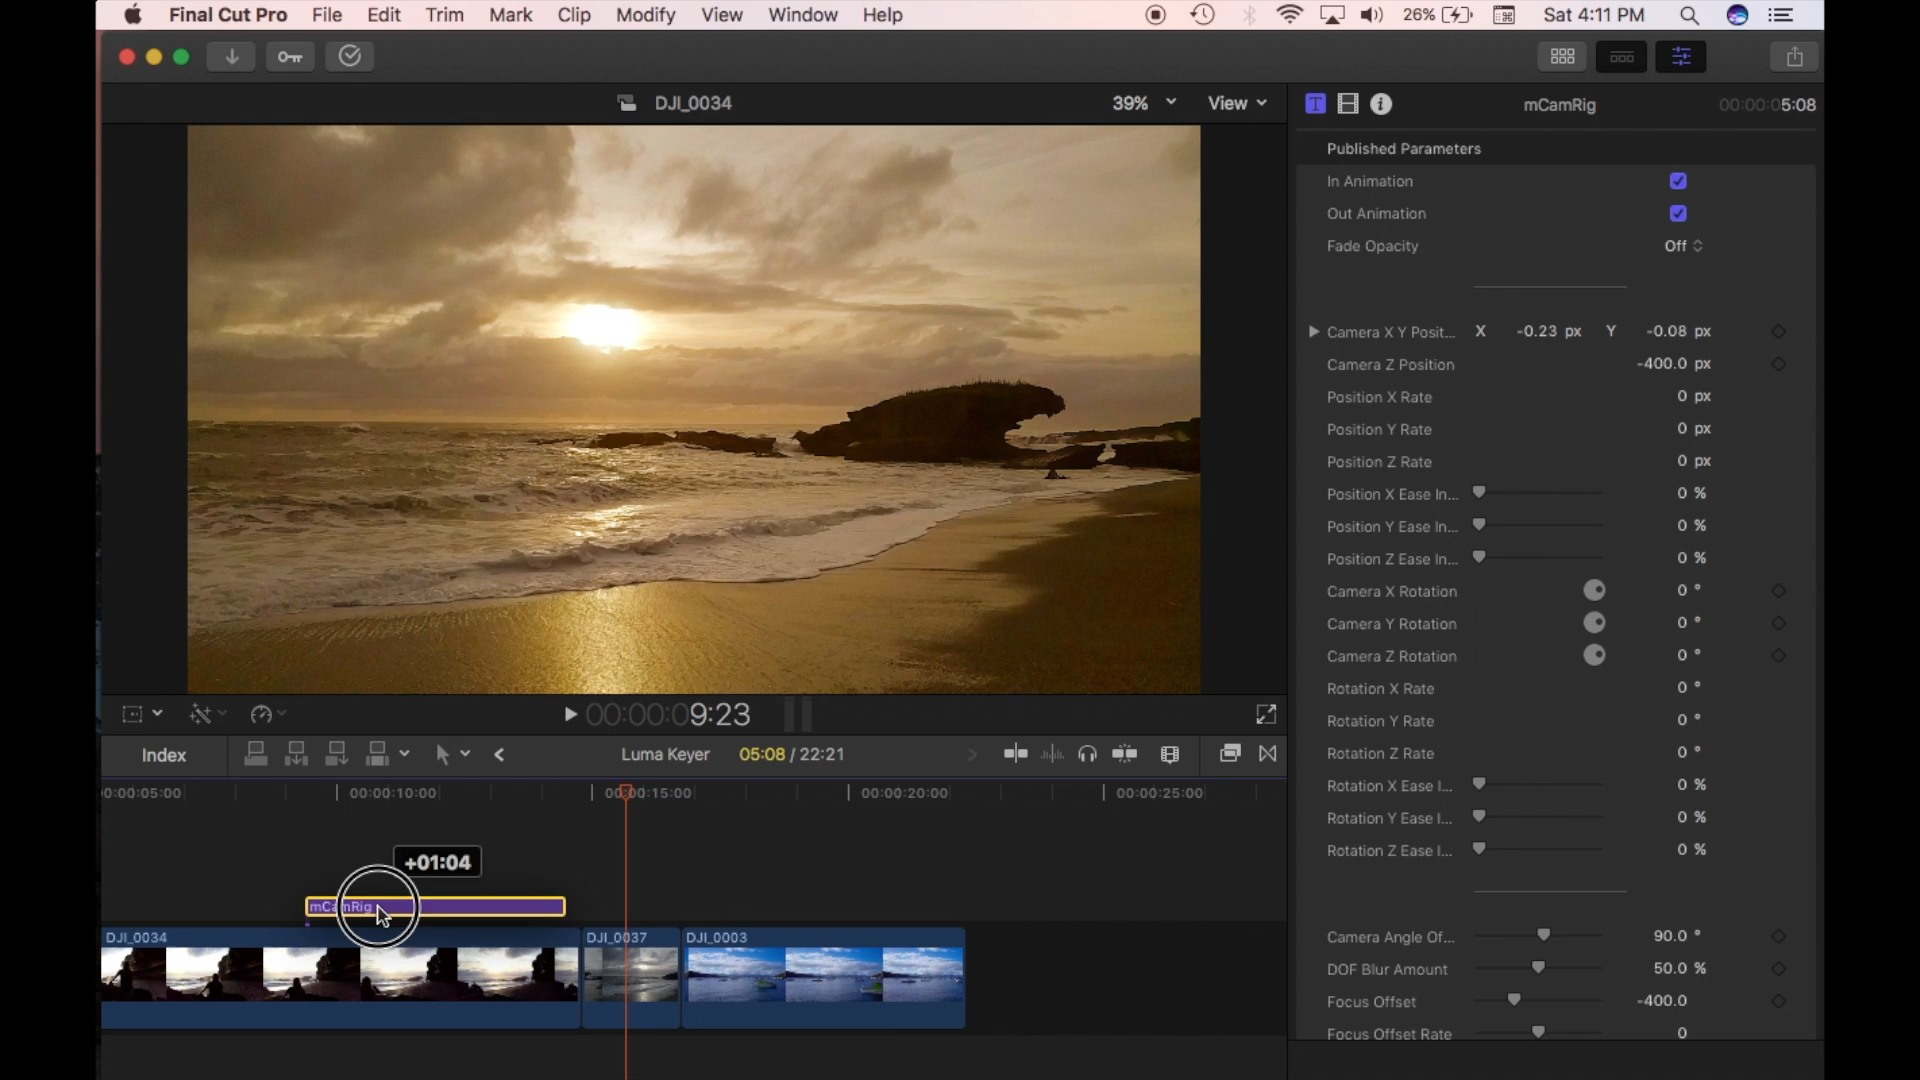 Final Cut Pro File Edit Trim Mark Clip Modify View Window Help 26% Sat 4:11 PM
DJI_0034 39% View mCamRig 00:00:05:08
Published Parameters
In Animation
Out Animation
Fade Opacity Off
Camera X Y Posit... X -0.23 px Y -0.08 px
Camera Z Position -400.0 px
Position X Rate 0 px
Position Y Rate 0 px
Position Z Rate 0 px
Position X Ease In... 0 %
Position Y Ease In... 0 %
Position Z Ease In... 0 %
Camera X Rotation 0 °
Camera Y Rotation 0 °
Camera Z Rotation 0 °
Rotation X Rate 0 °
Rotation Y Rate 0 °
Rotation Z Rate 0 °
Rotation X Ease I... 0 %
Rotation Y Ease I... 0 %
Rotation Z Ease I... 0 %
Camera Angle Of... 90.0 °
DOF Blur Amount 50.0 %
Focus Offset -400.0
Focus Offset Rate 0
00:00:09:23
Index Luma Keyer 05:08 / 22:21
00:00:05:00 00:00:10:00 00:00:15:00 00:00:20:00 00:00:25:00
+01:04
mCamRig
DJI_0034 DJI_0037 DJI_0003